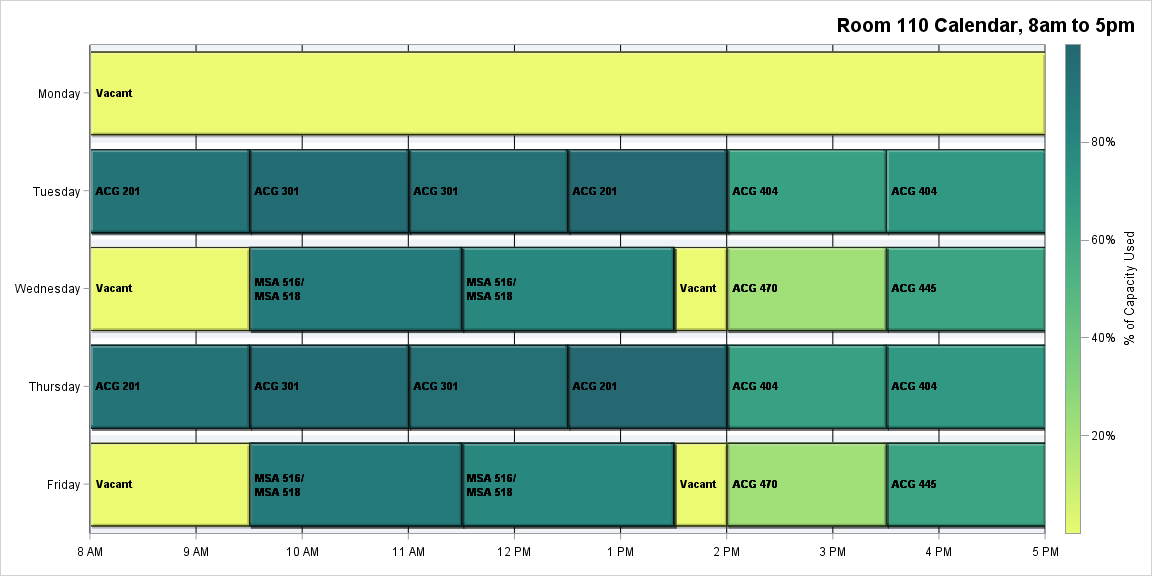 Room 110 Calendar, 8am to 5pm
Monday
Vacant
Tuesday
ACG 201
ACG 301
ACG 301
ACG 201
ACG 404
ACG 404
Wednesday
Vacant
MSA 516/
MSA 518
MSA 516/
MSA 518
Vacant
ACG 470
ACG 445
Thursday
ACG 201
ACG 301
ACG 301
ACG 201
ACG 404
ACG 404
Friday
Vacant
MSA 516/
MSA 518
MSA 516/
MSA 518
Vacant
ACG 470
ACG 445
8 AM
9 AM
10 AM
11 AM
12 PM
1 PM
2 PM
3 PM
4 PM
5 PM
80%
60%
40%
20%
% of Capacity Used